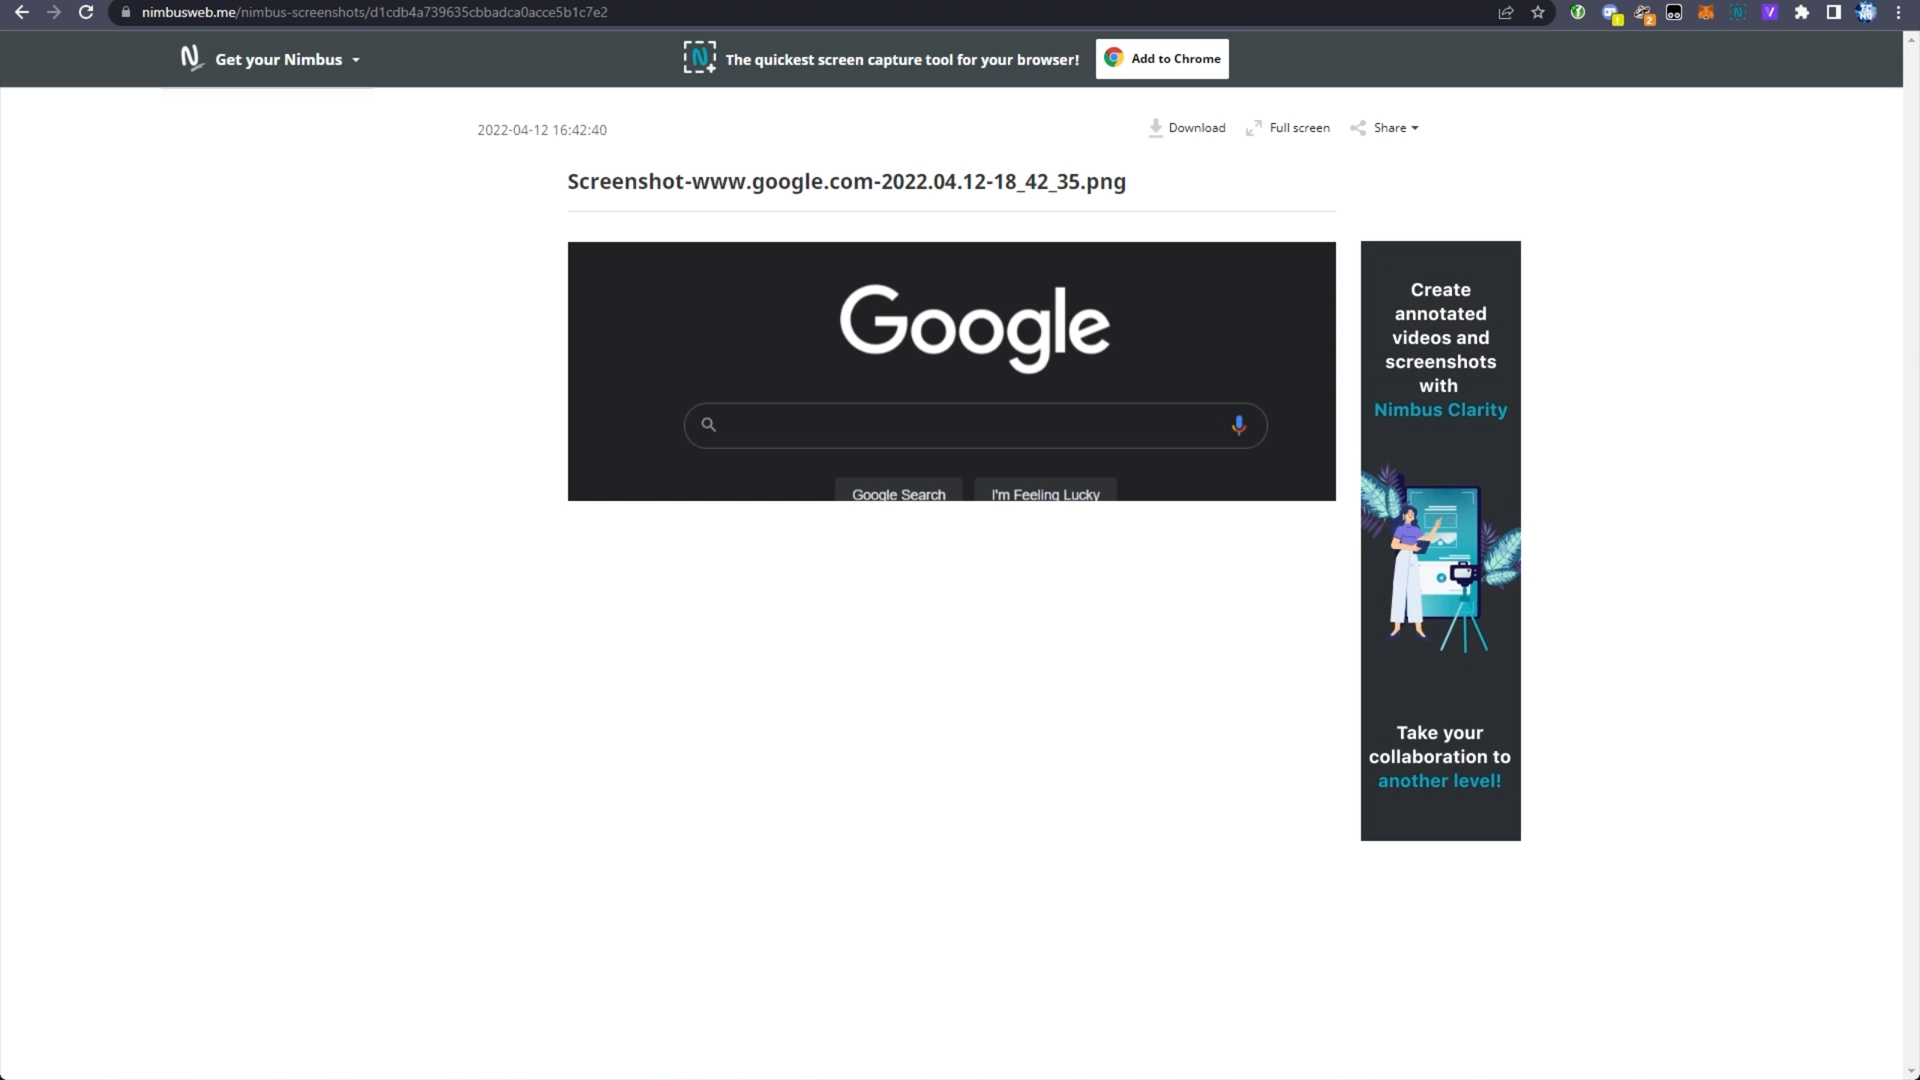 nimbusweb.me/nimbus-screenshots/d1cdb4a739635cbbadca0acce5b1c7e2
Get your Nimbus
The quickest screen capture tool for your browser!
Add to Chrome
2022-04-12 16:42:40
Download
Full screen
Share
Screenshot-www.google.com-2022.04.12-18_42_35.png
Google
Google Search
I'm Feeling Lucky
Create
annotated
videos and
screenshots
with
Nimbus Clarity
Take your
collaboration to
another level!